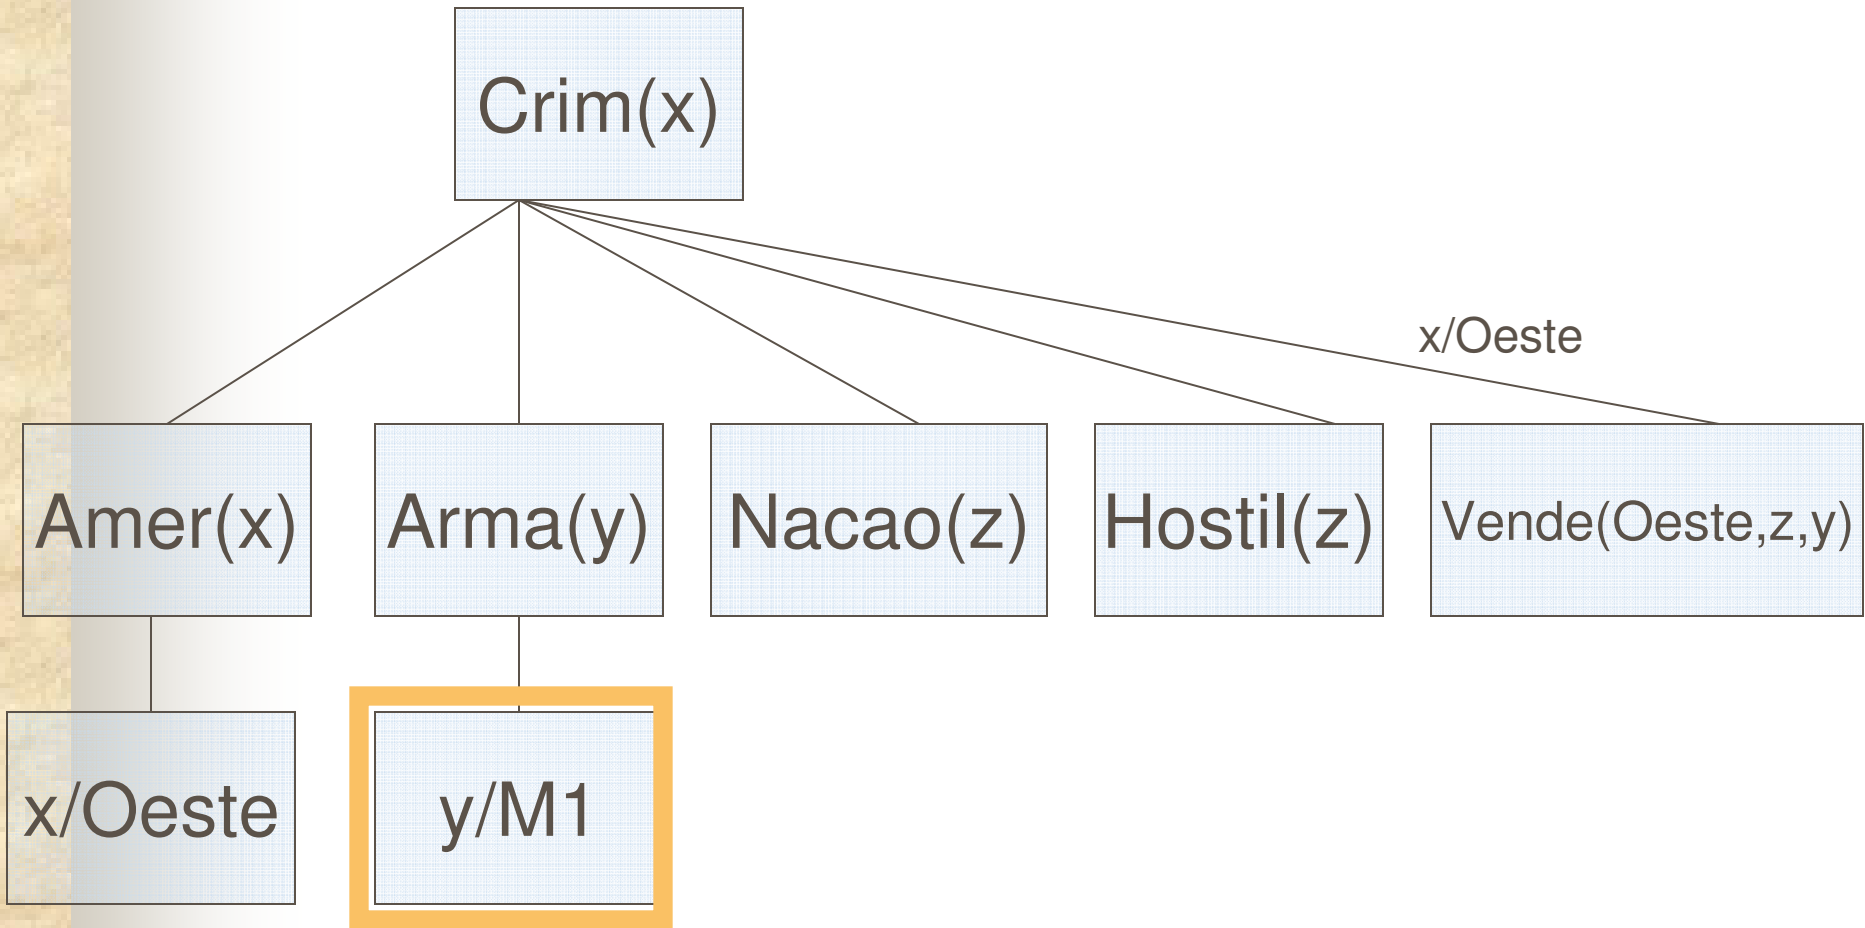 Crim(x)
x/Oeste
Amer(x)
Arma(y)
Nacao(z)
Hostil(z)
Vende(Oeste,z,y)
x/Oeste
y/M1